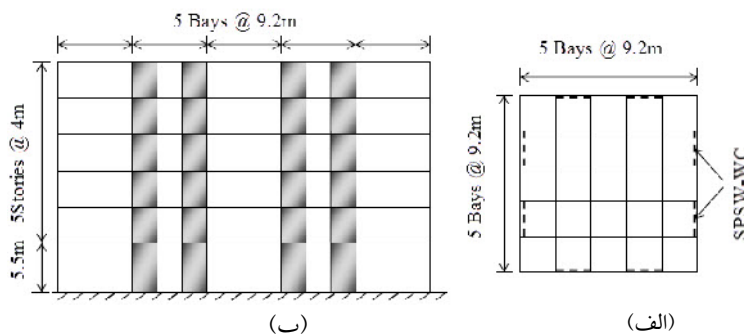 5 Bays @ 9.2m
5Stories @ 4m
5.5m
(ب)
5 Bays @ 9.2m
5 Bays @ 9.2m
SPSW-WC
(الف)